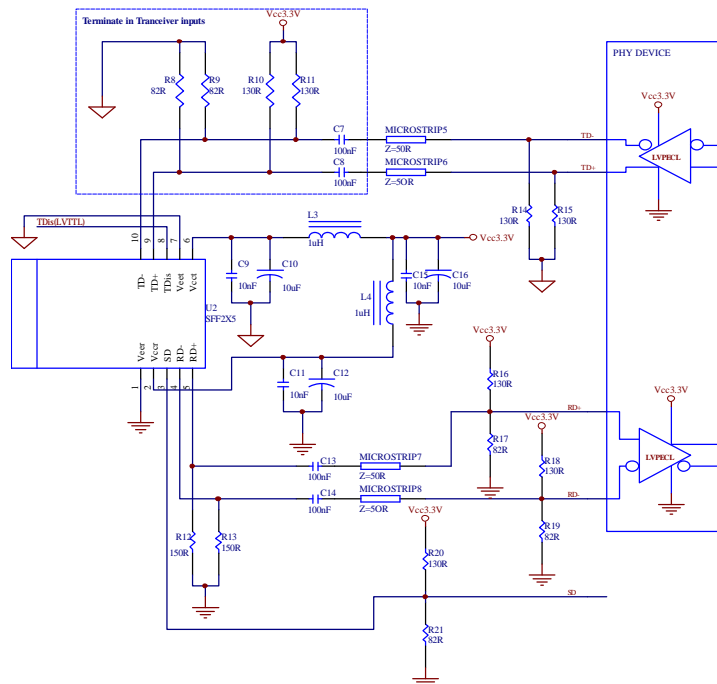 Vcc3.3V
Terminate in Tranceiver inputs
PHY DEVICE
R8
82R
R9
82R
R10
130R
R11
130R
Vcc3.3V
C7
100nF
MICROSTRIP5
Z=50R
TD-
LVPECL
C8
100nF
MICROSTRIP6
Z=5OR
TD+
R14
130R
R15
130R
TDis(LVTTL)
10
9
8
7
6
L3
1uH
Vcc3.3V
TD-
TD+
TDis
Veet
Vcct
C9
10nF
C10
10uF
C15
10nF
C16
10uF
L4
1uH
U2
SFF2X5
Veer
Vccr
SD
RD-
RD+
1
2
3
4
5
C11
10nF
C12
10uF
Vcc3.3V
R16
130R
Vcc3.3V
RD+
Vcc3.3V
R17
82R
LVPECL
C13
100nF
MICROSTRIP7
Z=50R
R18
130R
C14
100nF
MICROSTRIP8
Z=5OR
RD-
Vcc3.3V
R12
150R
R13
150R
R19
82R
R20
130R
SD
R21
82R